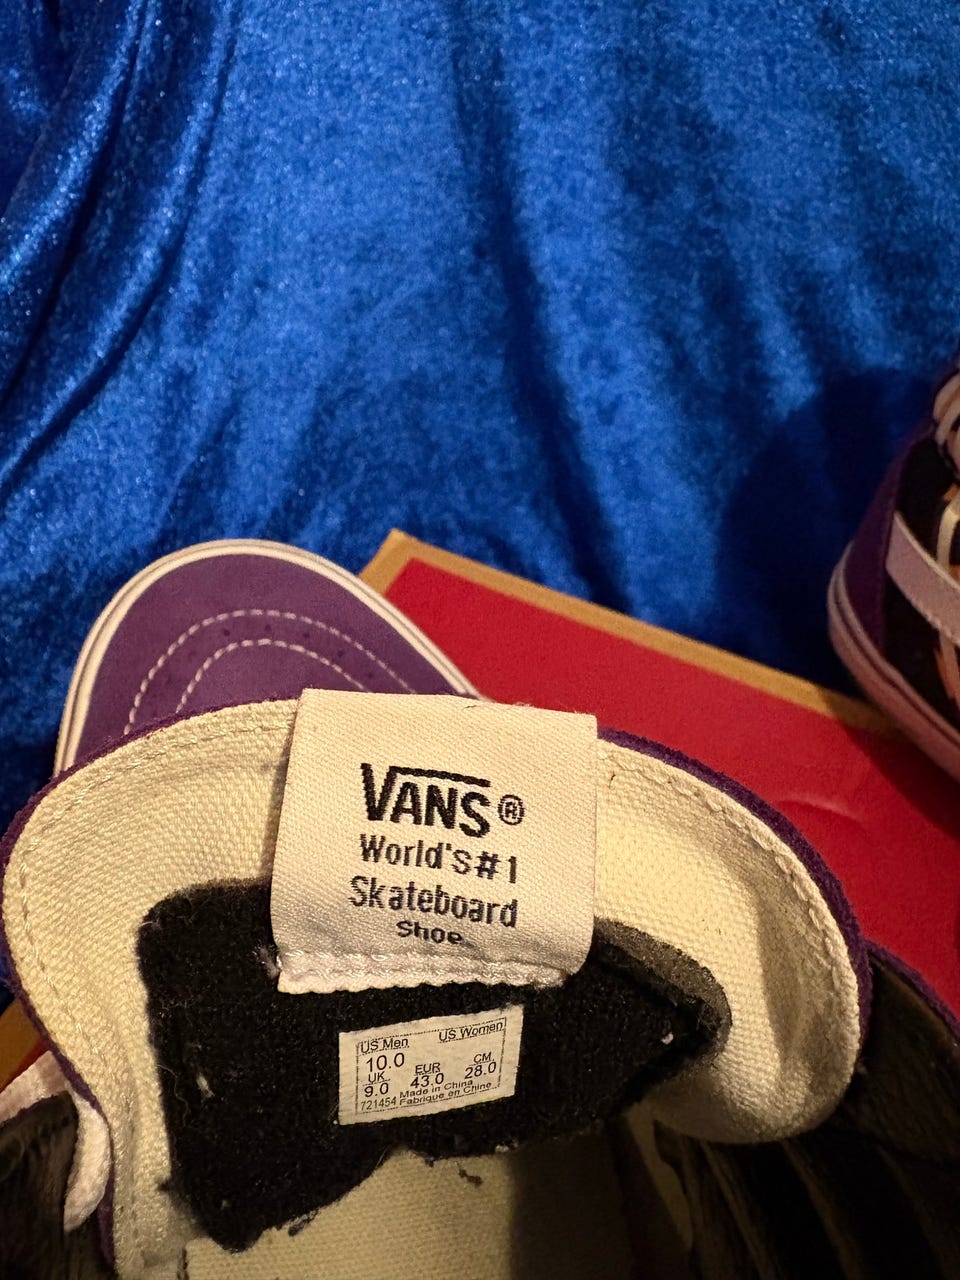 VANS®
World's #1
Skateboard
Shoe
US Men US Women
10.0
UK EUR CM
9.0 43.0 28.0
721454 Made in China
Fabrique en Chine